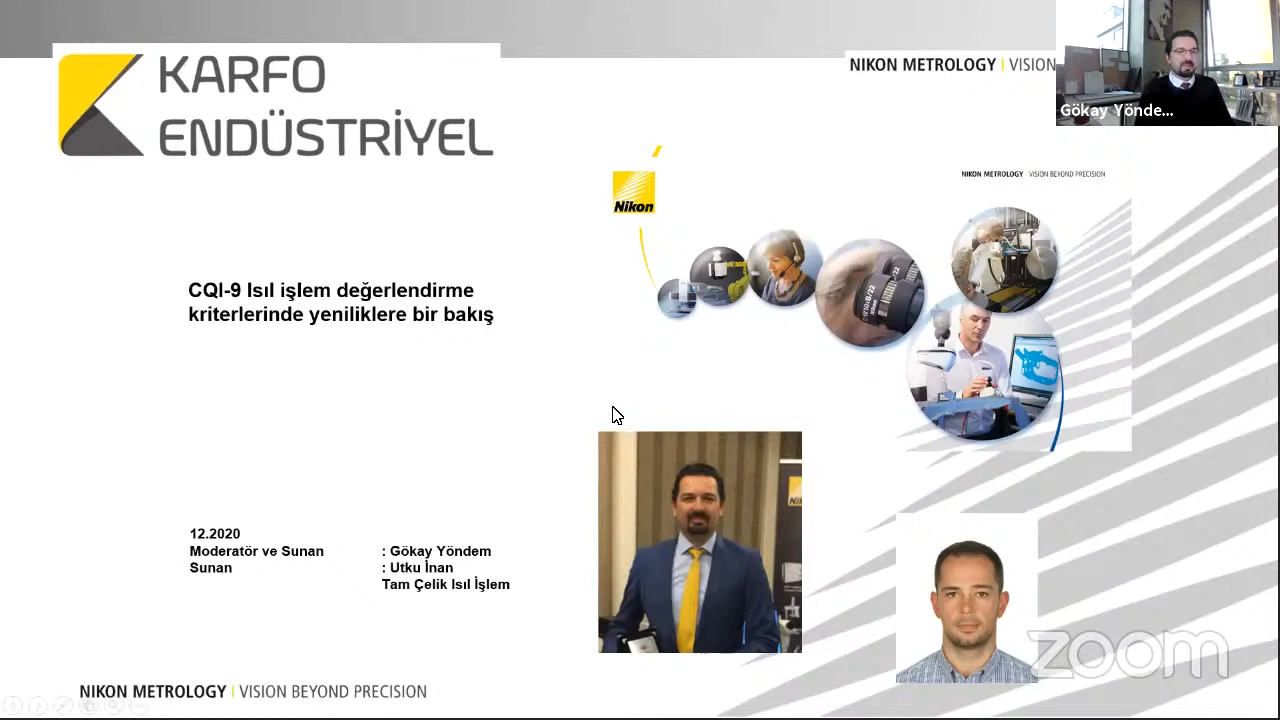 KARFO
ENDÜSTRİYEL
NIKON METROLOGY | VISION
Gökay Yönde...
Nikon
NIKON METROLOGY VISION BEYOND PRECISION
CQI-9 Isıl işlem değerlendirme
kriterlerinde yeniliklere bir bakış
12.2020
Moderatör ve Sunan : Gökay Yöndem
Sunan : Utku İnan
Tam Çelik Isıl İşlem
zoom
NIKON METROLOGY | VISION BEYOND PRECISION